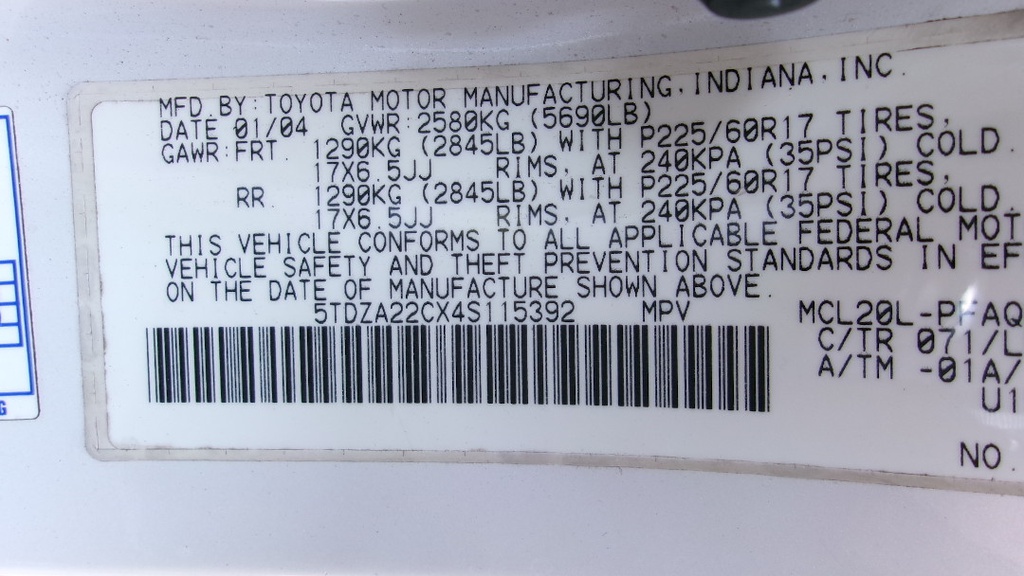 MFD. BY: TOYOTA MOTOR MANUFACTURING, INDIANA, INC.
DATE 01/04 GVWR:2580KG (5690LB)
GAWR:FRT. 1290KG (2845LB) WITH P225/60R17 TIRES,
17X6.5JJ RIMS, AT 240KPA (35PSI) COLD.
RR. 1290KG (2845LB) WITH P225/60R17 TIRES,
17X6.5JJ RIMS, AT 240KPA (35PSI) COLD.
THIS VEHICLE CONFORMS TO ALL APPLICABLE FEDERAL MOT
VEHICLE SAFETY AND THEFT PREVENTION STANDARDS IN EF
ON THE DATE OF MANUFACTURE SHOWN ABOVE.
5TDZA22CX4S115392 MPV MCL20L-PFAQ
C/TR 071/L
A/TM -01A/
U1
NO.
G